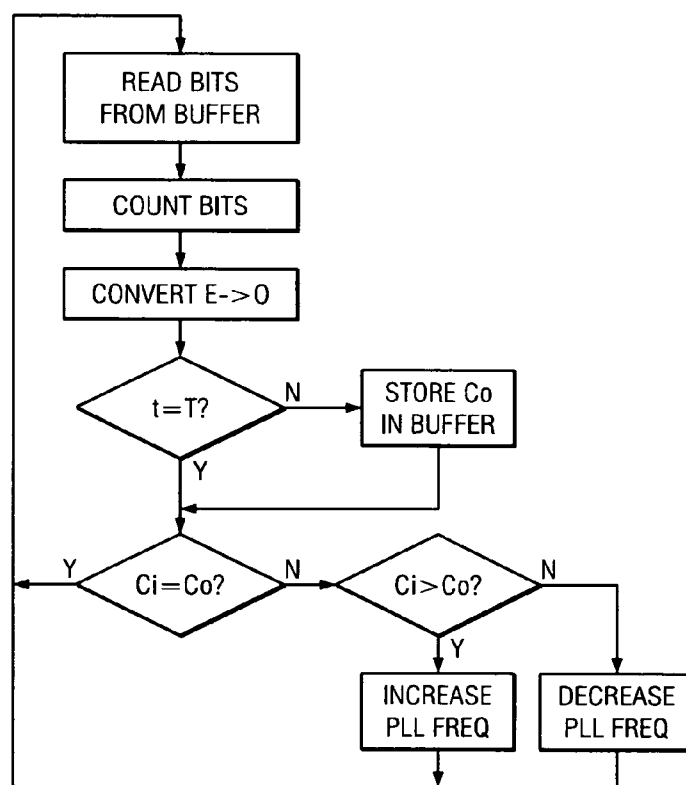 READ BITS
FROM BUFFER
COUNT BITS
CONVERT E->O
t=T?
N
STORE Co
IN BUFFER
Y
Y
Ci=Co?
N
Ci>Co?
N
Y
INCREASE
PLL FREQ
DECREASE
PLL FREQ